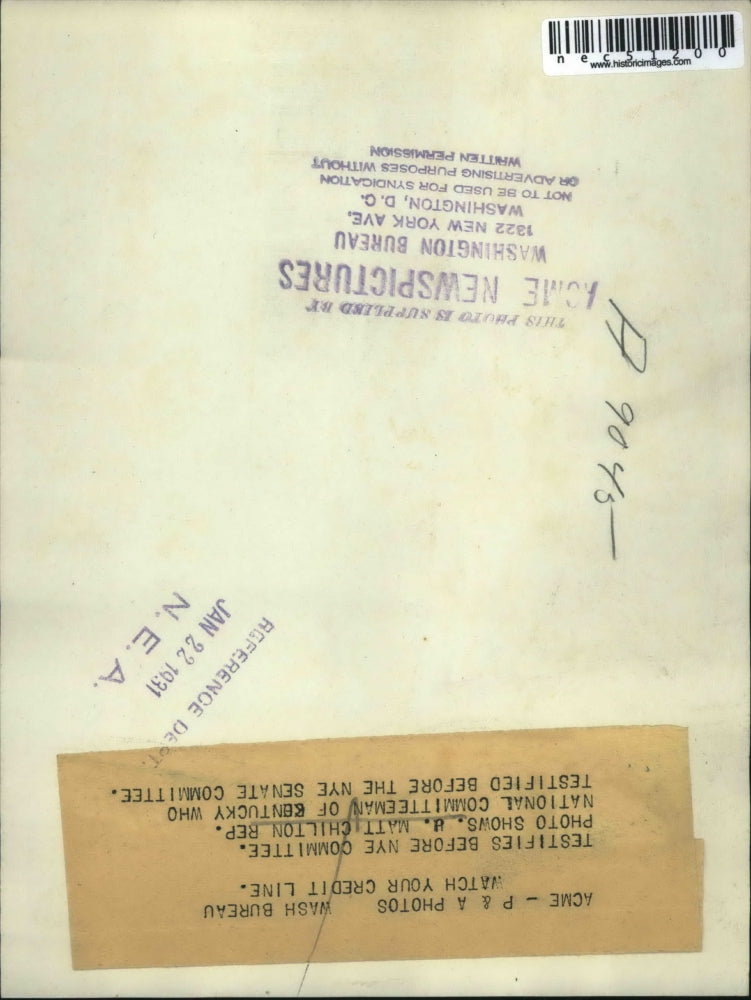 nec51200
www.historicimages.com
THIS PHOTO IS SUPPLIED BY
ACME NEWSPICTURES
WASHINGTON BUREAU
1322 NEW YORK AVE.
WASHINGTON, D. C.
NOT TO BE USED FOR SYNDICATION
OR ADVERTISING PURPOSES WITHOUT
WRITTEN PERMISSION
A 9045
REFERENCE DEPT.
JAN 22 1931
N. E. A.
ACME - P & A PHOTOS WASH BUREAU
WATCH YOUR CREDIT LINE.
TESTIFIES BEFORE NYE COMMITTEE.
PHOTO SHOWS. MATT CHILTON REP.
NATIONAL COMMITTEEMAN OF KENTUCKY WHO
TESTIFIED BEFORE THE NYE SENATE COMMITTEE.